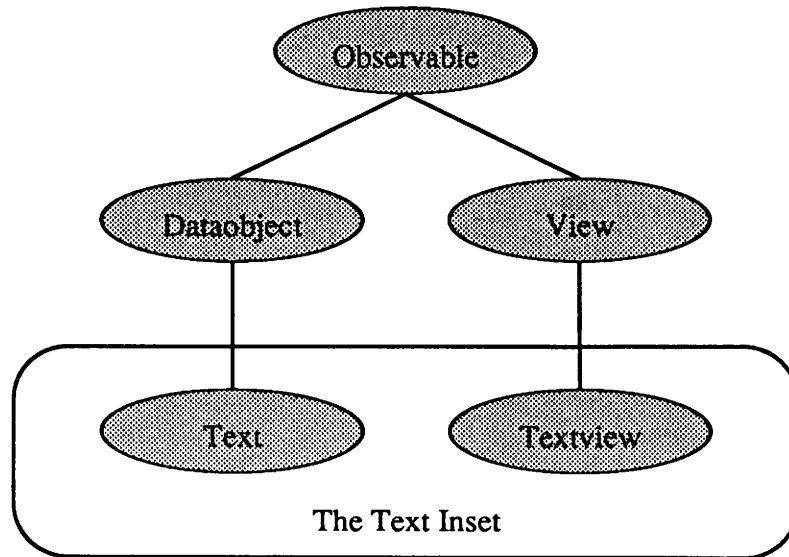 Observable
Dataobject
View
Text
Textview
The Text Inset